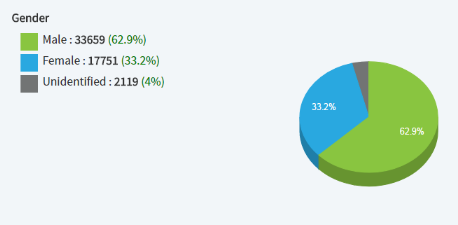 Gender
Male : 33659 (62.9%)
Female : 17751 (33.2%)
Unidentified : 2119 (4%)
33.2%
62.9%